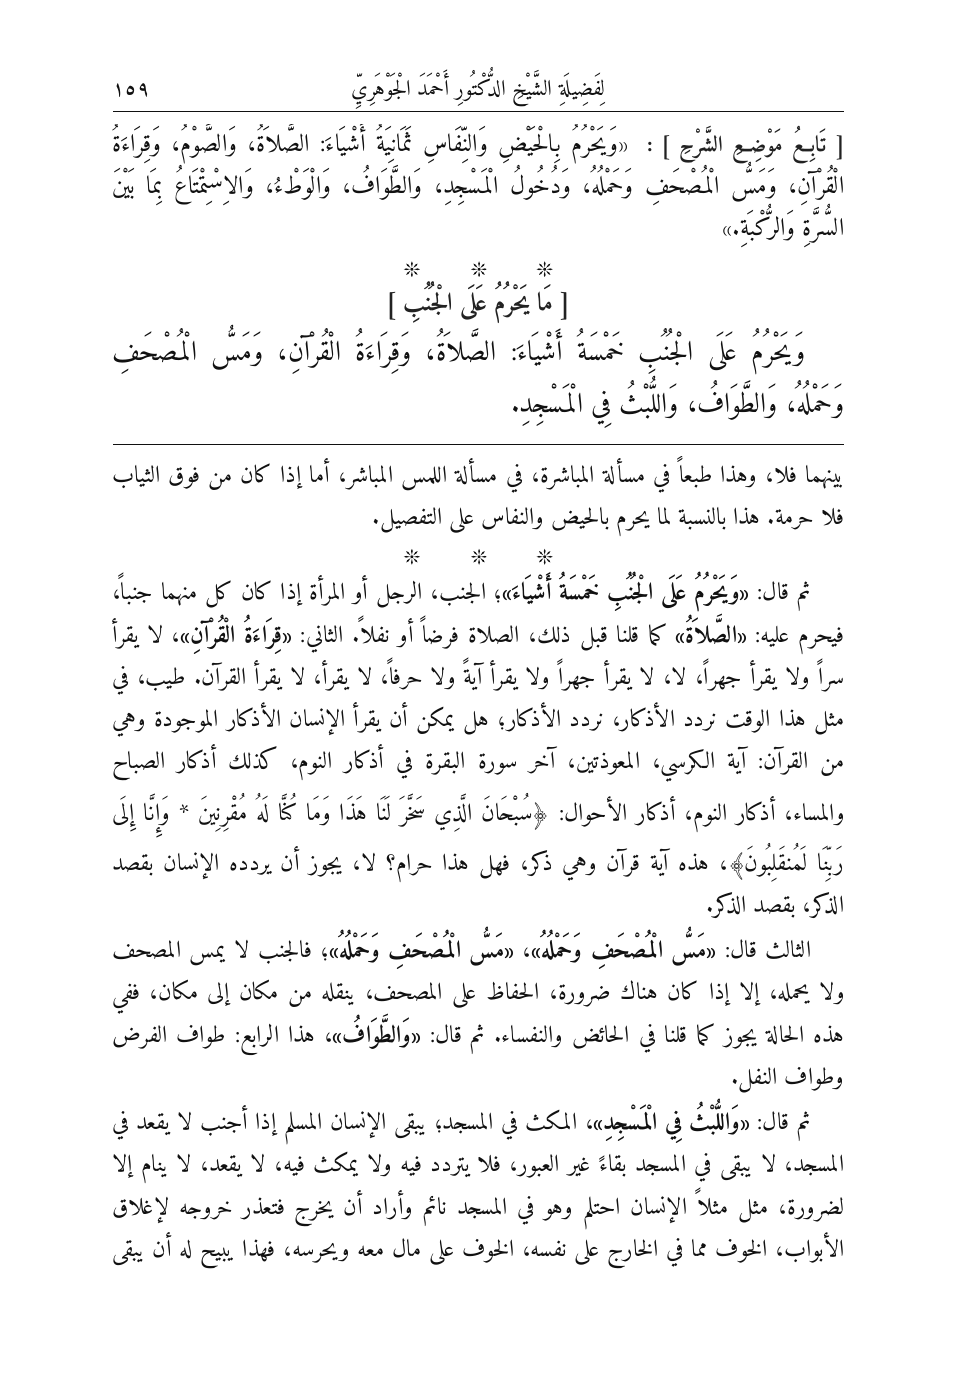 لِفَضِيلَةِ الشَّيْخِ الدُّكْتُورِ أَحْمَدَ الْجَوْهَرِيِّ ١٥٩
[ تَابِعُ مَوْضِعِ الشَّرْحِ ] : «وَيَحْرُمُ بِالْحَيْضِ وَالنِّفَاسِ ثَمَانِيَةُ أَشْيَاءَ: الصَّلاَةُ، وَالصَّوْمُ، وَقِرَاءَةُ
الْقُرْآنِ، وَمَسُّ الْمُصْحَفِ وَحَمْلُهُ، وَدُخُولُ الْمَسْجِدِ، وَالطَّوَافُ، وَالْوَطْءُ، وَالاِسْتِمْتَاعُ بِمَا بَيْنَ
السُّرَّةِ وَالرُّكْبَةِ.»
❊ ❊ ❊
[ مَا يَحْرُمُ عَلَى الْجُنُبِ ]
وَيَحْرُمُ عَلَى الْجُنُبِ خَمْسَةُ أَشْيَاءَ: الصَّلاَةُ، وَقِرَاءَةُ الْقُرْآنِ، وَمَسُّ الْمُصْحَفِ
وَحَمْلُهُ، وَالطَّوَافُ، وَاللُّبْثُ فِي الْمَسْجِدِ.
بينهما فلا، وهذا طبعاً في مسألة المباشرة، في مسألة اللمس المباشر، أما إذا كان من فوق الثياب
فلا حرمة. هذا بالنسبة لما يحرم بالحيض والنفاس على التفصيل.
❊ ❊ ❊
ثم قال: «وَيَحْرُمُ عَلَى الْجُنُبِ خَمْسَةُ أَشْيَاءَ»؛ الجنب، الرجل أو المرأة إذا كان كل منهما جنباً،
فيحرم عليه: «الصَّلاَةُ» كما قلنا قبل ذلك، الصلاة فرضاً أو نفلاً. الثاني: «قِرَاءَةُ الْقُرْآنِ»، لا يقرأ
سراً ولا يقرأ جهراً، لا، لا يقرأ جهراً ولا يقرأ آيةً ولا حرفاً، لا يقرأ، لا يقرأ القرآن. طيب، في
مثل هذا الوقت نردد الأذكار، نردد الأذكار؛ هل يمكن أن يقرأ الإنسان الأذكار الموجودة وهي
من القرآن: آية الكرسي، المعوذتين، آخر سورة البقرة في أذكار النوم، كذلك أذكار الصباح
والمساء، أذكار النوم، أذكار الأحوال: ﴿سُبْحَانَ الَّذِي سَخَّرَ لَنَا هَذَا وَمَا كُنَّا لَهُ مُقْرِنِينَ * وَإِنَّا إِلَى
رَبِّنَا لَمُنقَلِبُونَ﴾، هذه آية قرآن وهي ذكر، فهل هذا حرام؟ لا، يجوز أن يردده الإنسان بقصد
الذكر، بقصد الذكر.
الثالث قال: «مَسُّ الْمُصْحَفِ وَحَمْلُهُ»، «مَسُّ الْمُصْحَفِ وَحَمْلُهُ»؛ فالجنب لا يمس المصحف
ولا يحمله، إلا إذا كان هناك ضرورة، الحفاظ على المصحف، ينقله من مكان إلى مكان، ففي
هذه الحالة يجوز كما قلنا في الحائض والنفساء. ثم قال: «وَالطَّوَافُ»، هذا الرابع: طواف الفرض
وطواف النفل.
ثم قال: «وَاللُّبْثُ فِي الْمَسْجِدِ»، المكث في المسجد؛ يبقى الإنسان المسلم إذا أجنب لا يقعد في
المسجد، لا يبقى في المسجد بقاءً غير العبور، فلا يتردد فيه ولا يمكث فيه، لا يقعد، لا ينام إلا
لضرورة، مثل مثلاً الإنسان احتلم وهو في المسجد نائم وأراد أن يخرج فتعذر خروجه لإغلاق
الأبواب، الخوف مما في الخارج على نفسه، الخوف على مال معه ويحرسه، فهذا يبيح له أن يبقى